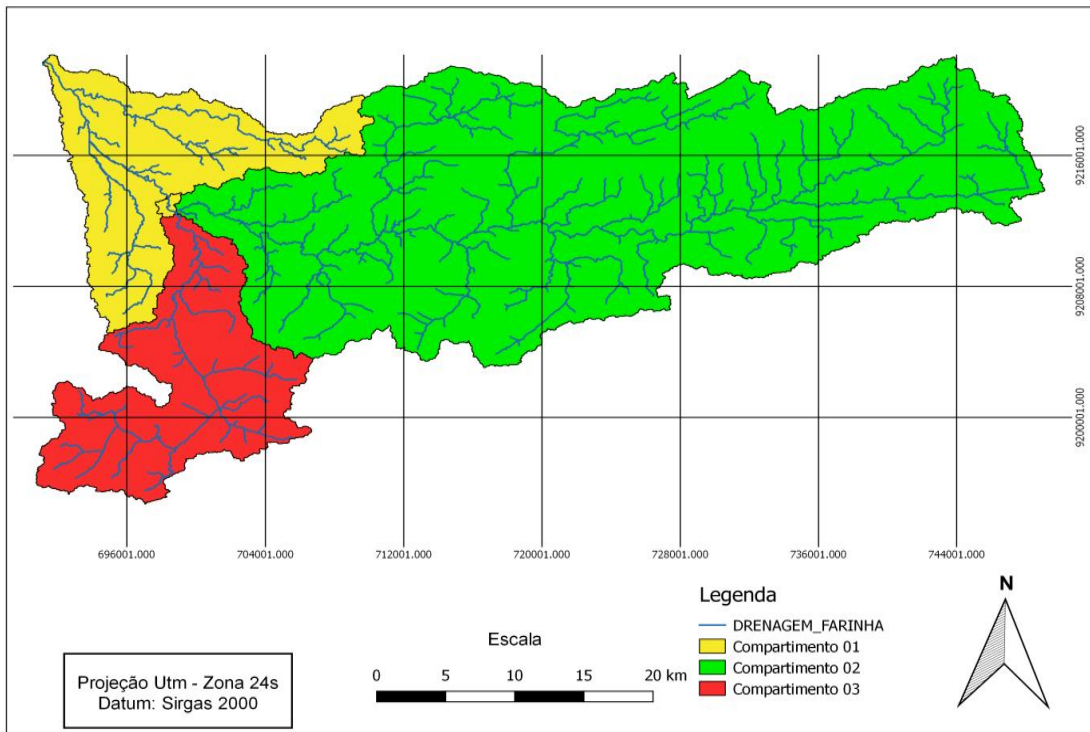 9216001.000
9208001.000
9200001.000
696001.000
704001.000
712001.000
720001.000
728001.000
736001.000
744001.000
Legenda
DRENAGEM_FARINHA
Compartimento 01
Compartimento 02
Compartimento 03
Escala
0 5 10 15 20 km
N
Projeção Utm - Zona 24s
Datum: Sirgas 2000